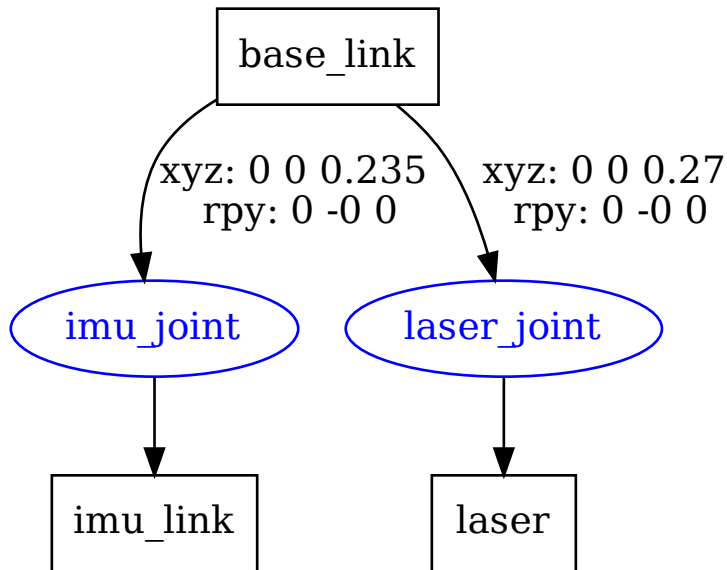 base_link
xyz: 0 0 0.235
rpy: 0 -0 0
xyz: 0 0 0.27
rpy: 0 -0 0
imu_joint
laser_joint
imu_link
laser